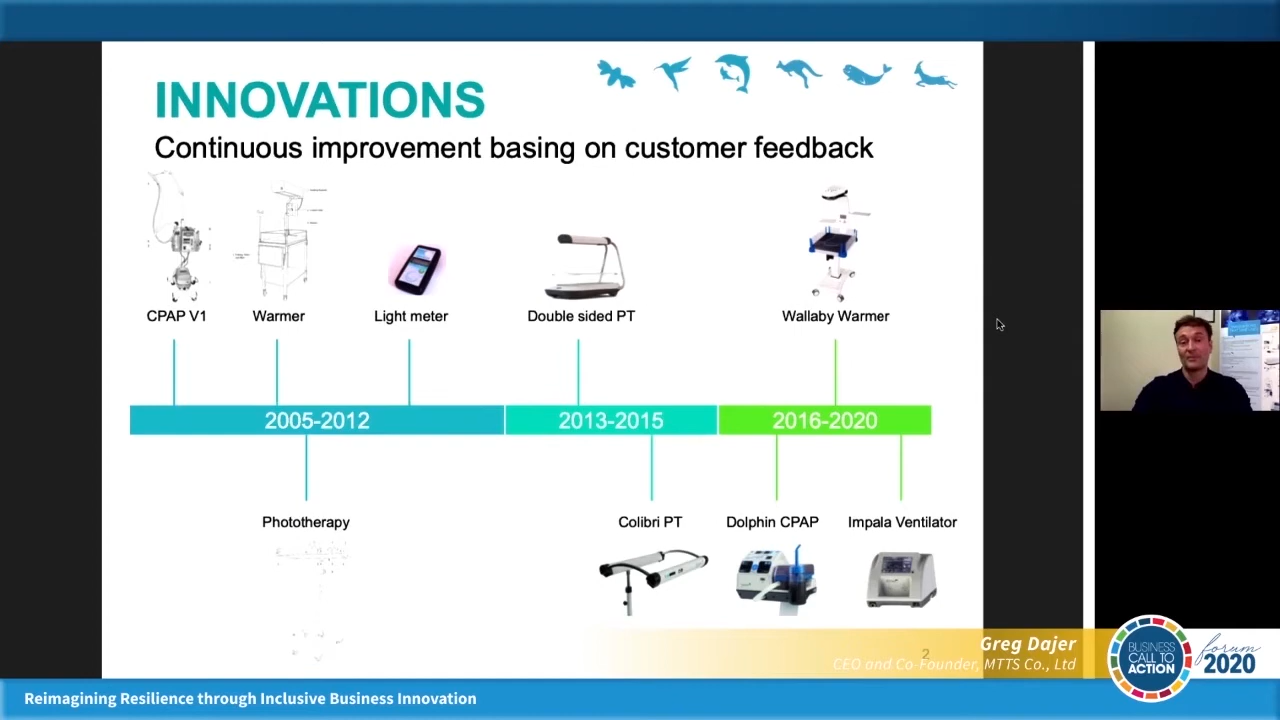 INNOVATIONS
Continuous improvement basing on customer feedback
CPAP V1
Warmer
Light meter
Double sided PT
Wallaby Warmer
2005-2012
2013-2015
2016-2020
Phototherapy
Colibri PT
Dolphin CPAP
Impala Ventilator
2
Greg Dajer
CEO and Co-Founder, MTTS Co., Ltd
BUSINESS
CALL TO
ACTION
forum
2020
Reimagining Resilience through Inclusive Business Innovation